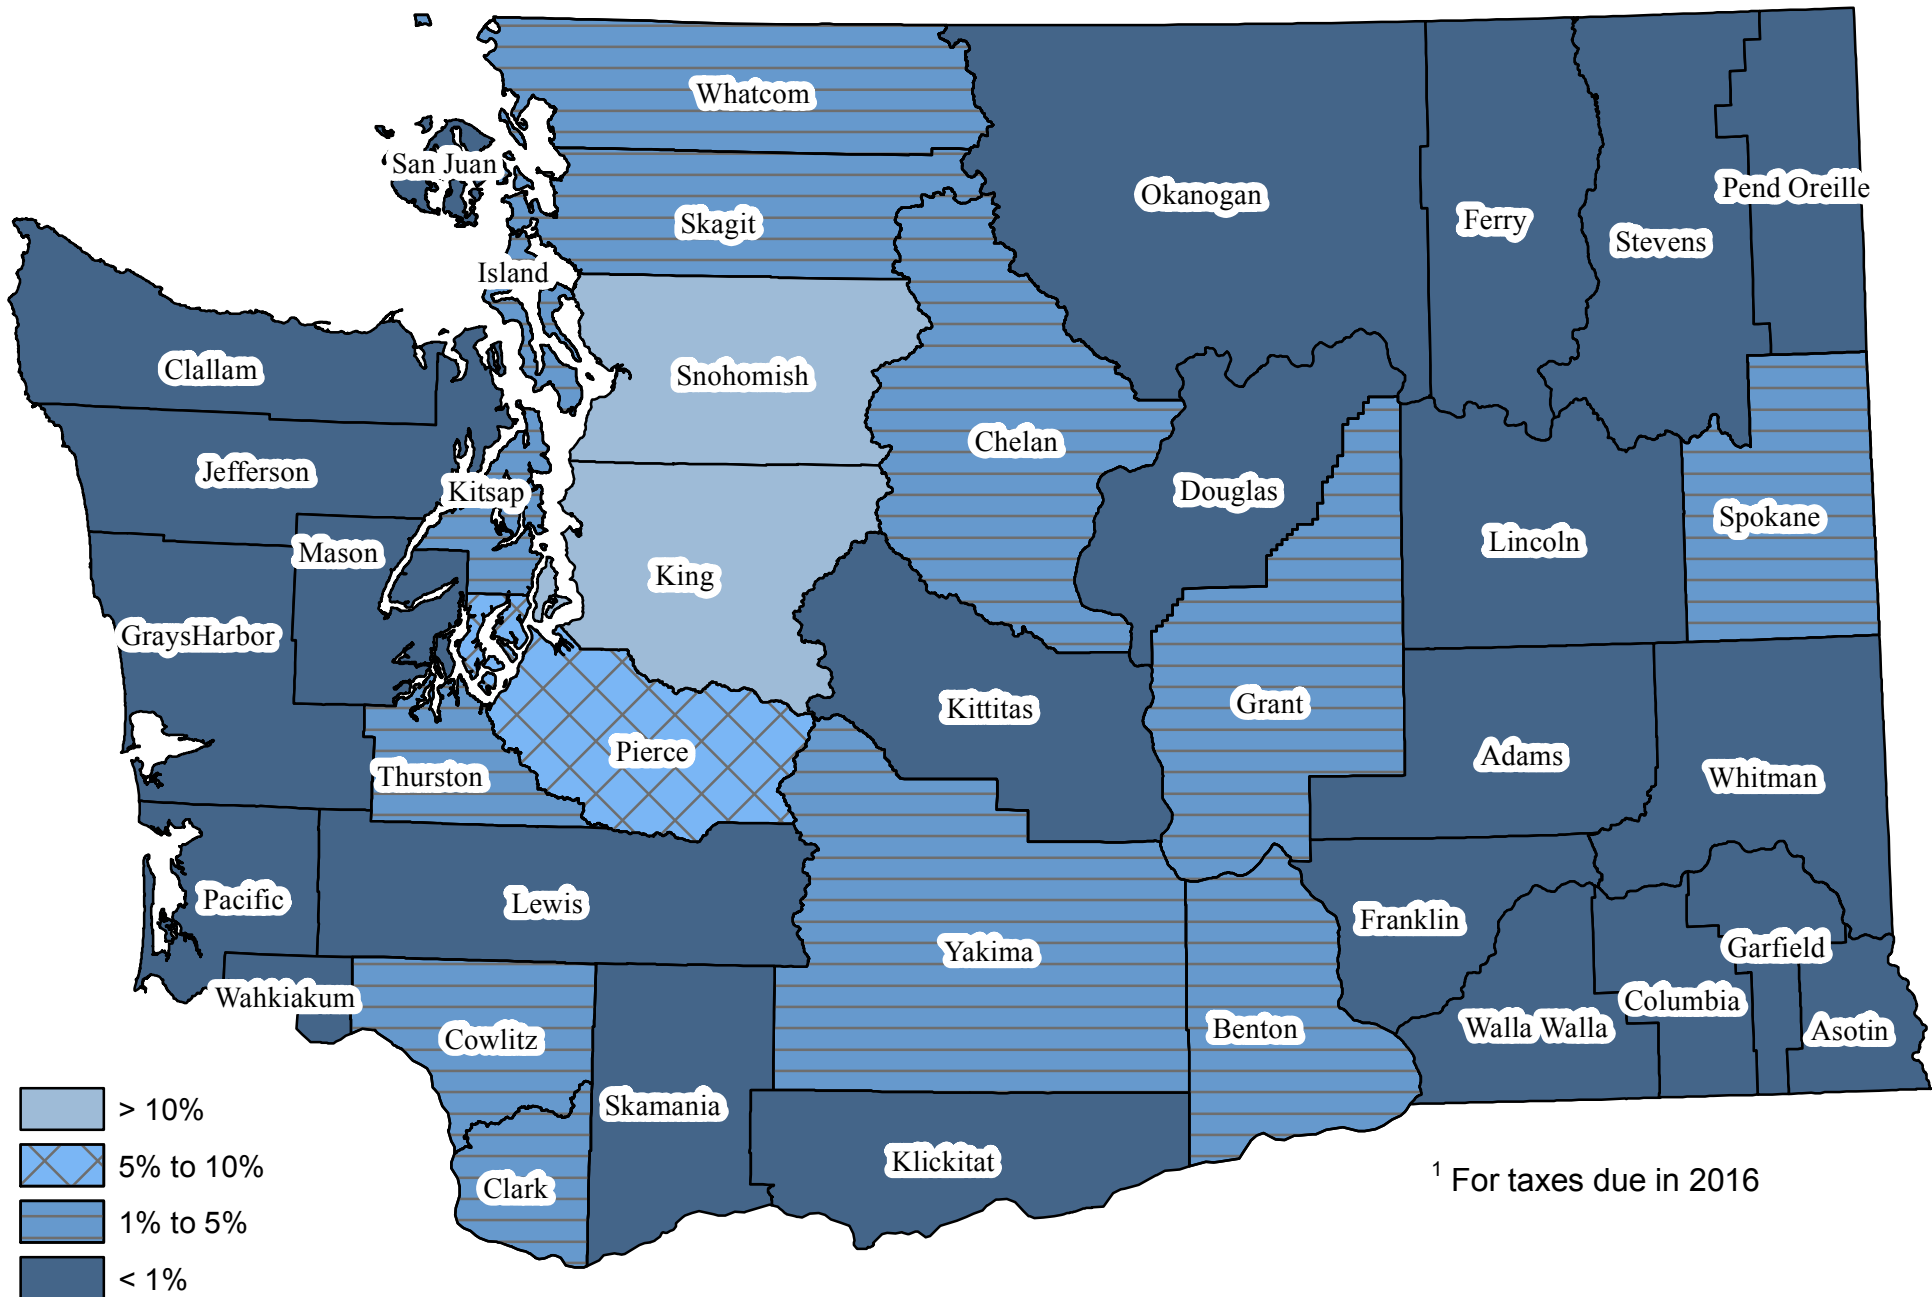 Whatcom
San Juan
Okanogan
Pend Oreille
Skagit
Ferry
Stevens
Island
Clallam
Snohomish
Chelan
Jefferson
Kitsap
Douglas
Spokane
Lincoln
Mason
King
GraysHarbor
Kittitas
Grant
Pierce
Adams
Thurston
Whitman
Pacific
Lewis
Franklin
Yakima
Garfield
Wahkiakum
Columbia
Cowlitz
Benton
Walla Walla
Asotin
Skamania
Klickitat
Clark
> 10%
5% to 10%
1% to 5%
< 1%
1 For taxes due in 2016